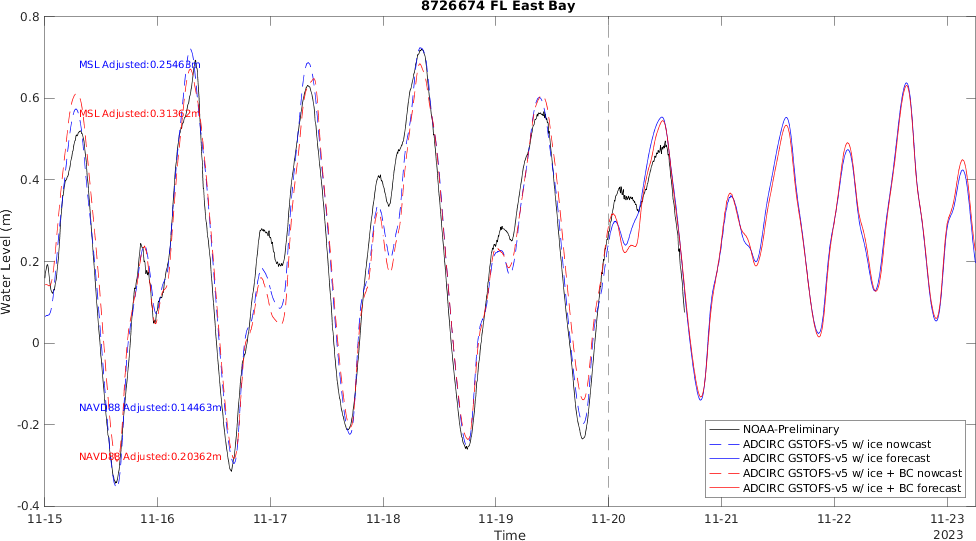 8726674 FL East Bay
0.8
MSL Adjusted:0.25463m
0.6
MSL Adjusted:0.31362m
0.4
0.2
0
NAVD88 Adjusted:0.14463m
-0.2
NAVD88 Adjusted:0.20362m
-0.4
Water Level (m)
NOAA-Preliminary
ADCIRC GSTOFS-v5 w/ ice nowcast
ADCIRC GSTOFS-v5 w/ ice forecast
ADCIRC GSTOFS-v5 w/ ice + BC nowcast
ADCIRC GSTOFS-v5 w/ ice + BC forecast
11-15 11-16 11-17 11-18 11-19 11-20 11-21 11-22 11-23
Time 2023